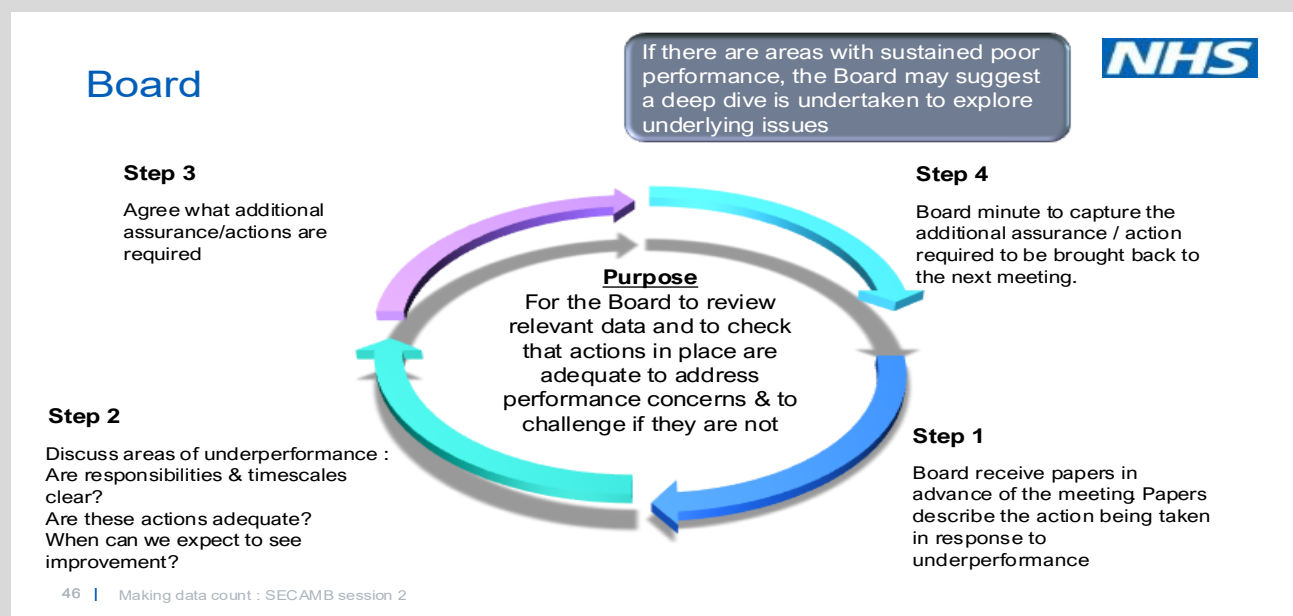 Board
If there are areas with sustained poor
performance, the Board may suggest
a deep dive is undertaken to explore
underlying issues
NHS
Step 3
Agree what additional
assurance/actions are
required
Step 4
Board minute to capture the
additional assurance / action
required to be brought back to
the next meeting.
Purpose
For the Board to review
relevant data and to check
that actions in place are
adequate to address
performance concerns & to
challenge if they are not
Step 2
Discuss areas of underperformance :
Are responsibilities & timescales
clear?
Are these actions adequate?
When can we expect to see
improvement?
Step 1
Board receive papers in
advance of the meeting. Papers
describe the action being taken
in response to
underperformance
46 | Making data count : SECAMB session 2